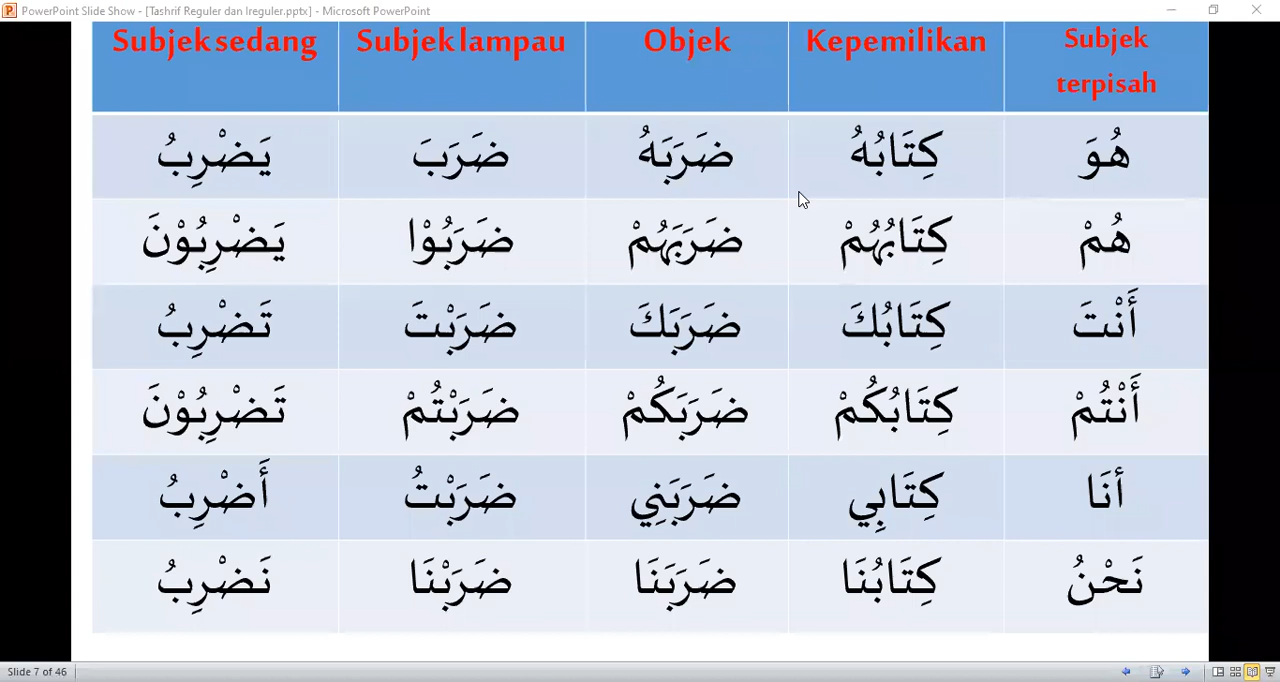 PowerPoint Slide Show - [Tashrif Reguler dan Ireguler.pptx] - Microsoft PowerPoint
Subjek sedang Subjek lampau Objek Kepemilikan Subjek terpisah
هُوَ كِتَابُهُ ضَرَبَهُ ضَرَبَ يَضْرِبُ
هُمْ كِتَابُهُمْ ضَرَبَهُمْ ضَرَبُوْا يَضْرِبُوْنَ
أَنْتَ كِتَابُكَ ضَرَبَكَ ضَرَبْتَ تَضْرِبُ
أَنْتُمْ كِتَابُكُمْ ضَرَبَكُمْ ضَرَبْتُمْ تَضْرِبُوْنَ
أنَا كِتَابِي ضَرَبَنِي ضَرَبْتُ أَضْرِبُ
نَحْنُ كِتَابُنَا ضَرَبَنَا ضَرَبْنَا نَضْرِبُ
Slide 7 of 46